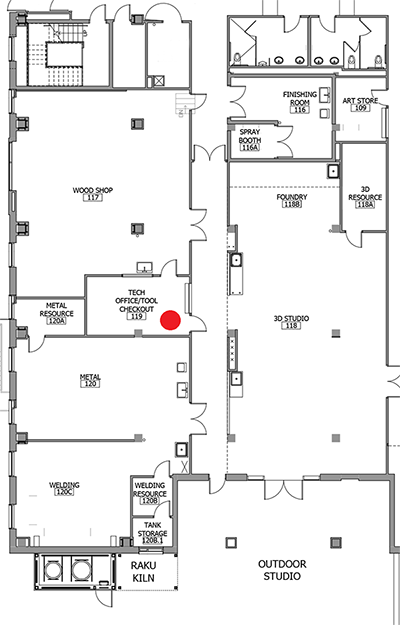 FINISHING
ROOM
116
ART STORE
109
SPRAY
BOOTH
116A
WOOD SHOP
117
FOUNDRY
118B
3D
RESOURCE
118A
TECH
OFFICE/TOOL
CHECKOUT
119
METAL
RESOURCE
120A
3D STUDIO
118
METAL
120
WELDING
120C
WELDING
RESOURCE
120B
TANK
STORAGE
120B.1
RAKU
KILN
OUTDOOR
STUDIO